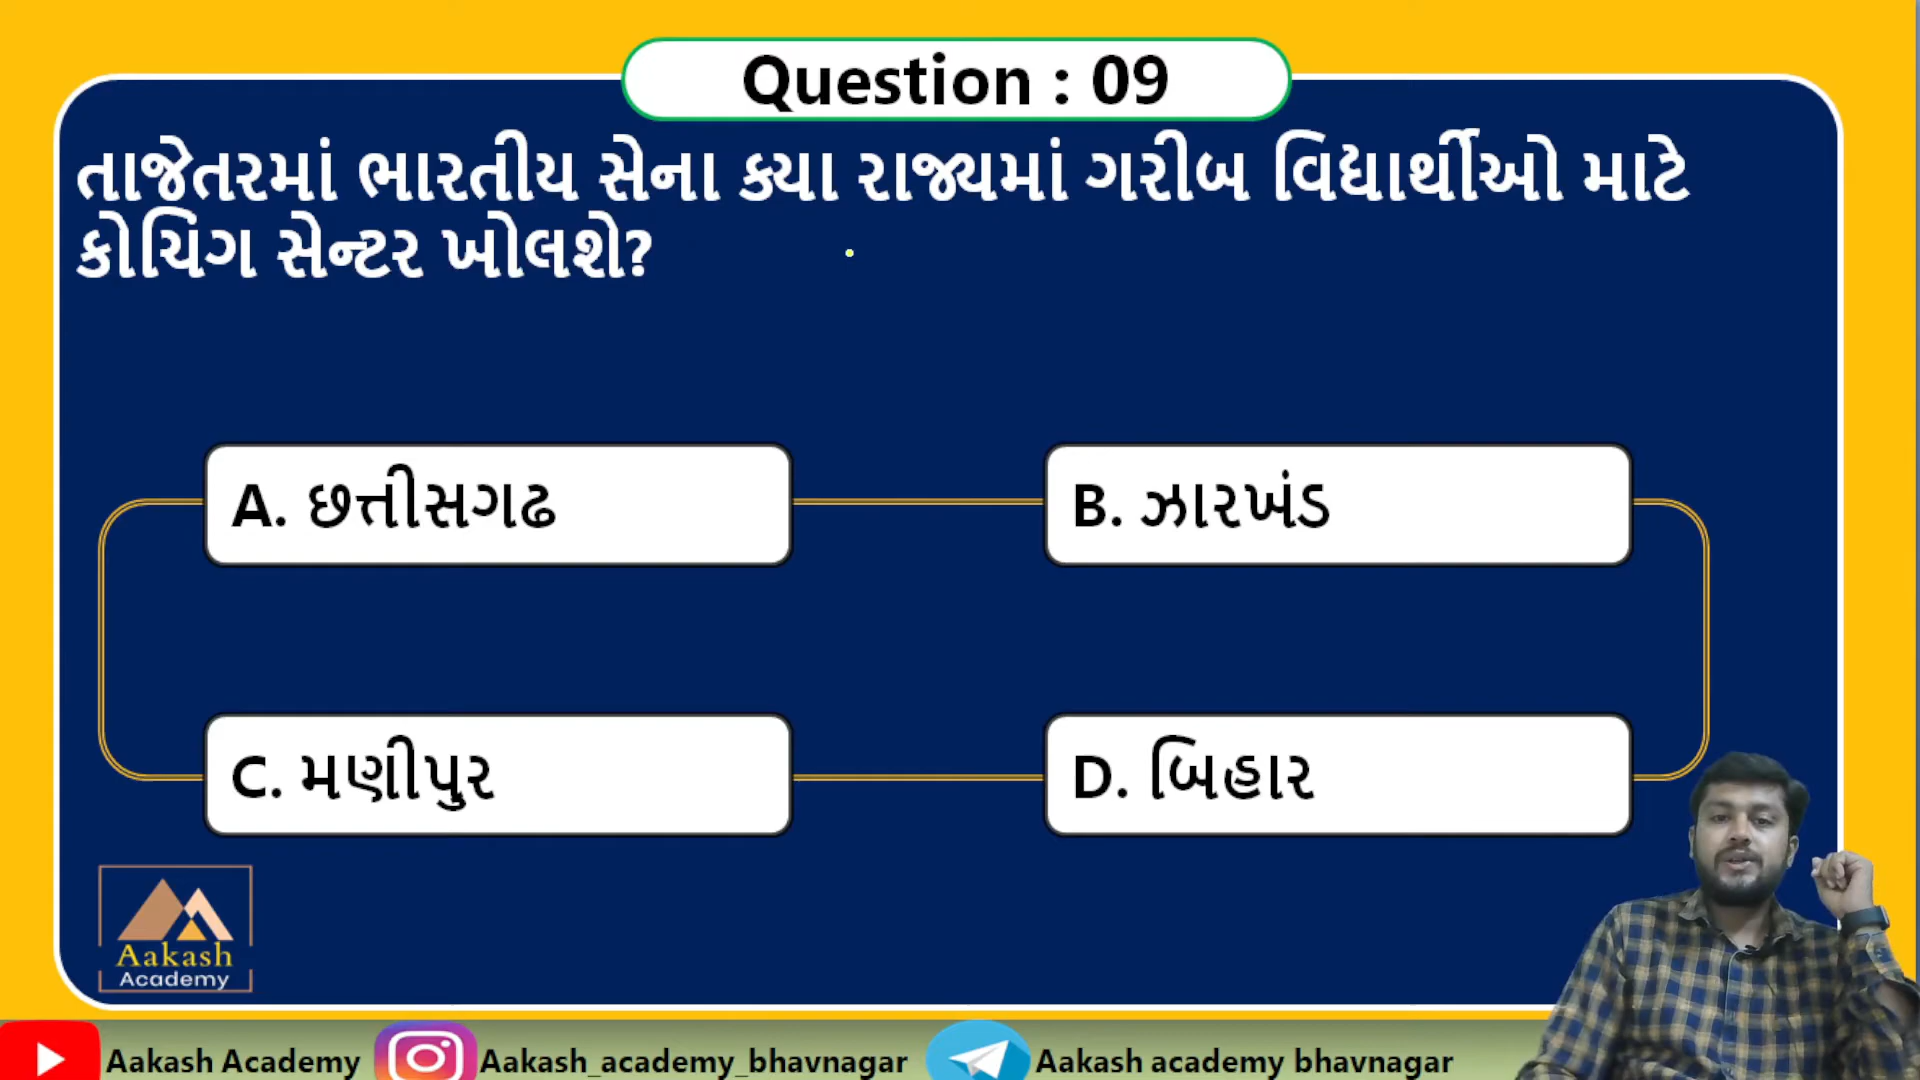 Question : 09
તાજેતરમાં ભારતીય સેના ક્યા રાજ્યમાં ગરીબ વિદ્યાર્થીઓ માટે
કોચિંગ સેન્ટર ખોલશે?
A. છત્તીસગઢ
B. ઝારખંડ
C. મણીપુર
D. બિહાર
Aakash
Academy
Aakash Academy
Aakash_academy_bhavnagar
Aakash academy bhavnagar